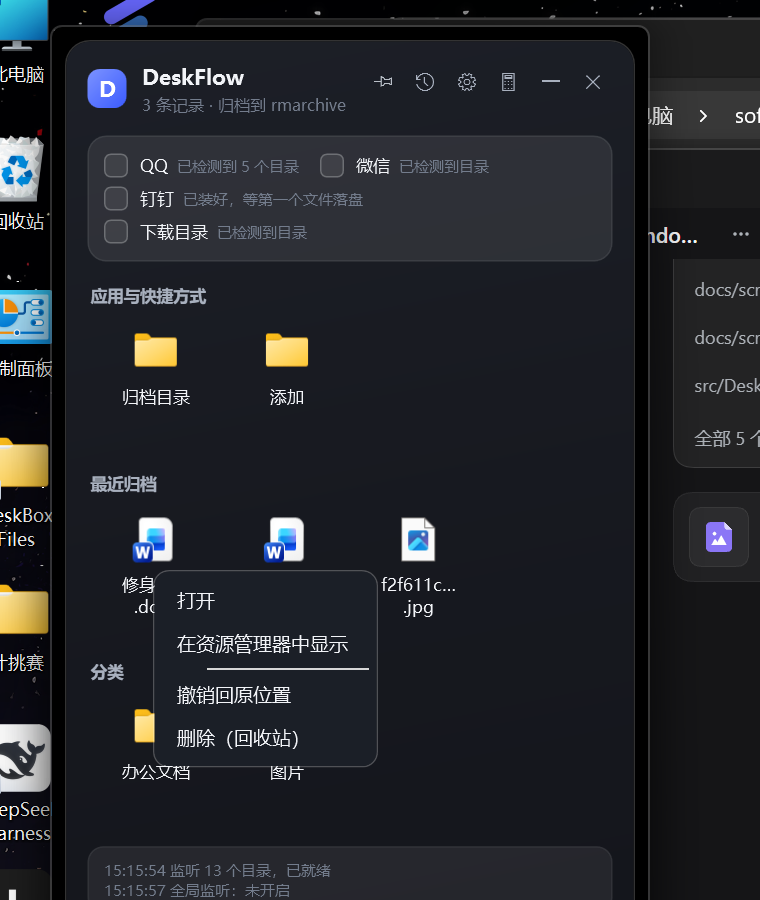 此电脑
回收站
控制面板
DeskBox
Files
计挑赛
DeepSeek
Harness
D
DeskFlow
3 条记录 · 归档到 rmarchive
QQ 已检测到 5 个目录 微信 已检测到目录
钉钉 已装好，等第一个文件落盘
下载目录 已检测到目录
应用与快捷方式
归档目录 添加
最近归档
W W
修身
.do
f2f611c...
.jpg
打开
在资源管理器中显示
撤销回原位置
删除（回收站）
分类
办公文档 图片
15:15:54 监听 13 个目录，已就绪
15:15:57 全局监听：未开启
电脑 > sof
ndo... ···
docs/scr
docs/scr
src/Desk
全部 5 个